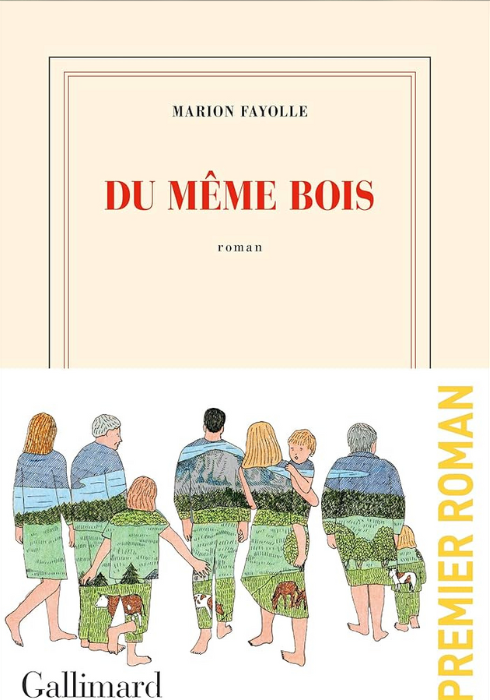 MARION FAYOLLE
DU MÊME BOIS
roman
PREMIER ROMAN
Gallimard